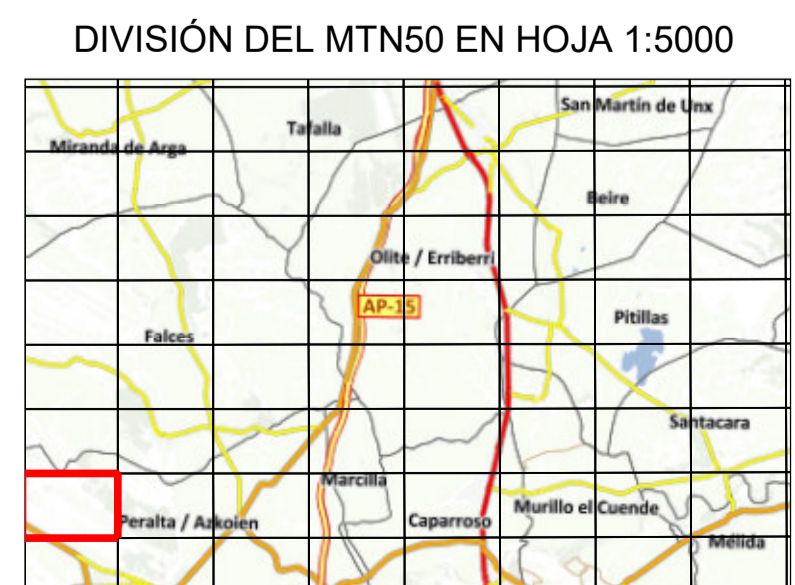 DIVISIÓN DEL MTN50 EN HOJA 1:5000
San Martín de Unx
Tafalla
Miranda de Arga
Beire
Olite / Erriberri
AP-15
Pitillas
Falces
Santacara
Marcilla
Murillo el Cuende
Peralta / Azkoien
Caparroso
Mélida